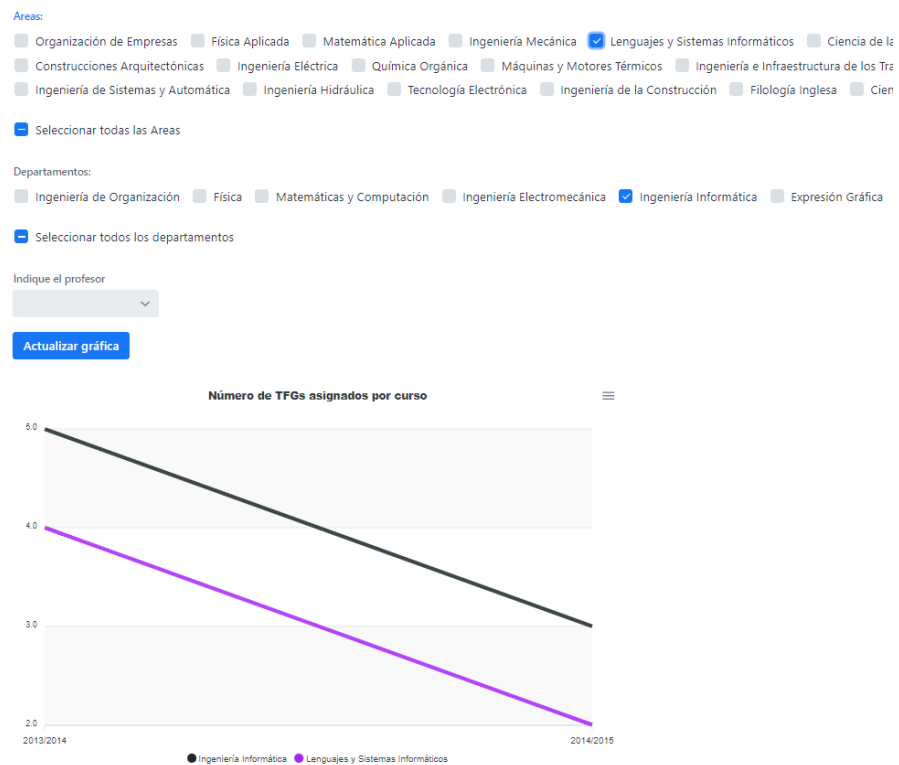 Areas:
Organización de Empresas Física Aplicada Matemática Aplicada Ingeniería Mecánica Lenguajes y Sistemas Informáticos Ciencia de la
Construcciones Arquitectónicas Ingeniería Eléctrica Química Orgánica Máquinas y Motores Térmicos Ingeniería e Infraestructura de los Tra
Ingeniería de Sistemas y Automática Ingeniería Hidráulica Tecnología Electrónica Ingeniería de la Construcción Filología Inglesa Cien
Seleccionar todas las Areas
Departamentos:
Ingeniería de Organización Física Matemáticas y Computación Ingeniería Electromecánica Ingeniería Informática Expresión Gráfica
Seleccionar todos los departamentos
Indique el profesor
Actualizar gráfica
Número de TFGs asignados por curso
5.0
4.0
3.0
2.0
2013/2014 2014/2015
Ingeniería Informática Lenguajes y Sistemas Informáticos